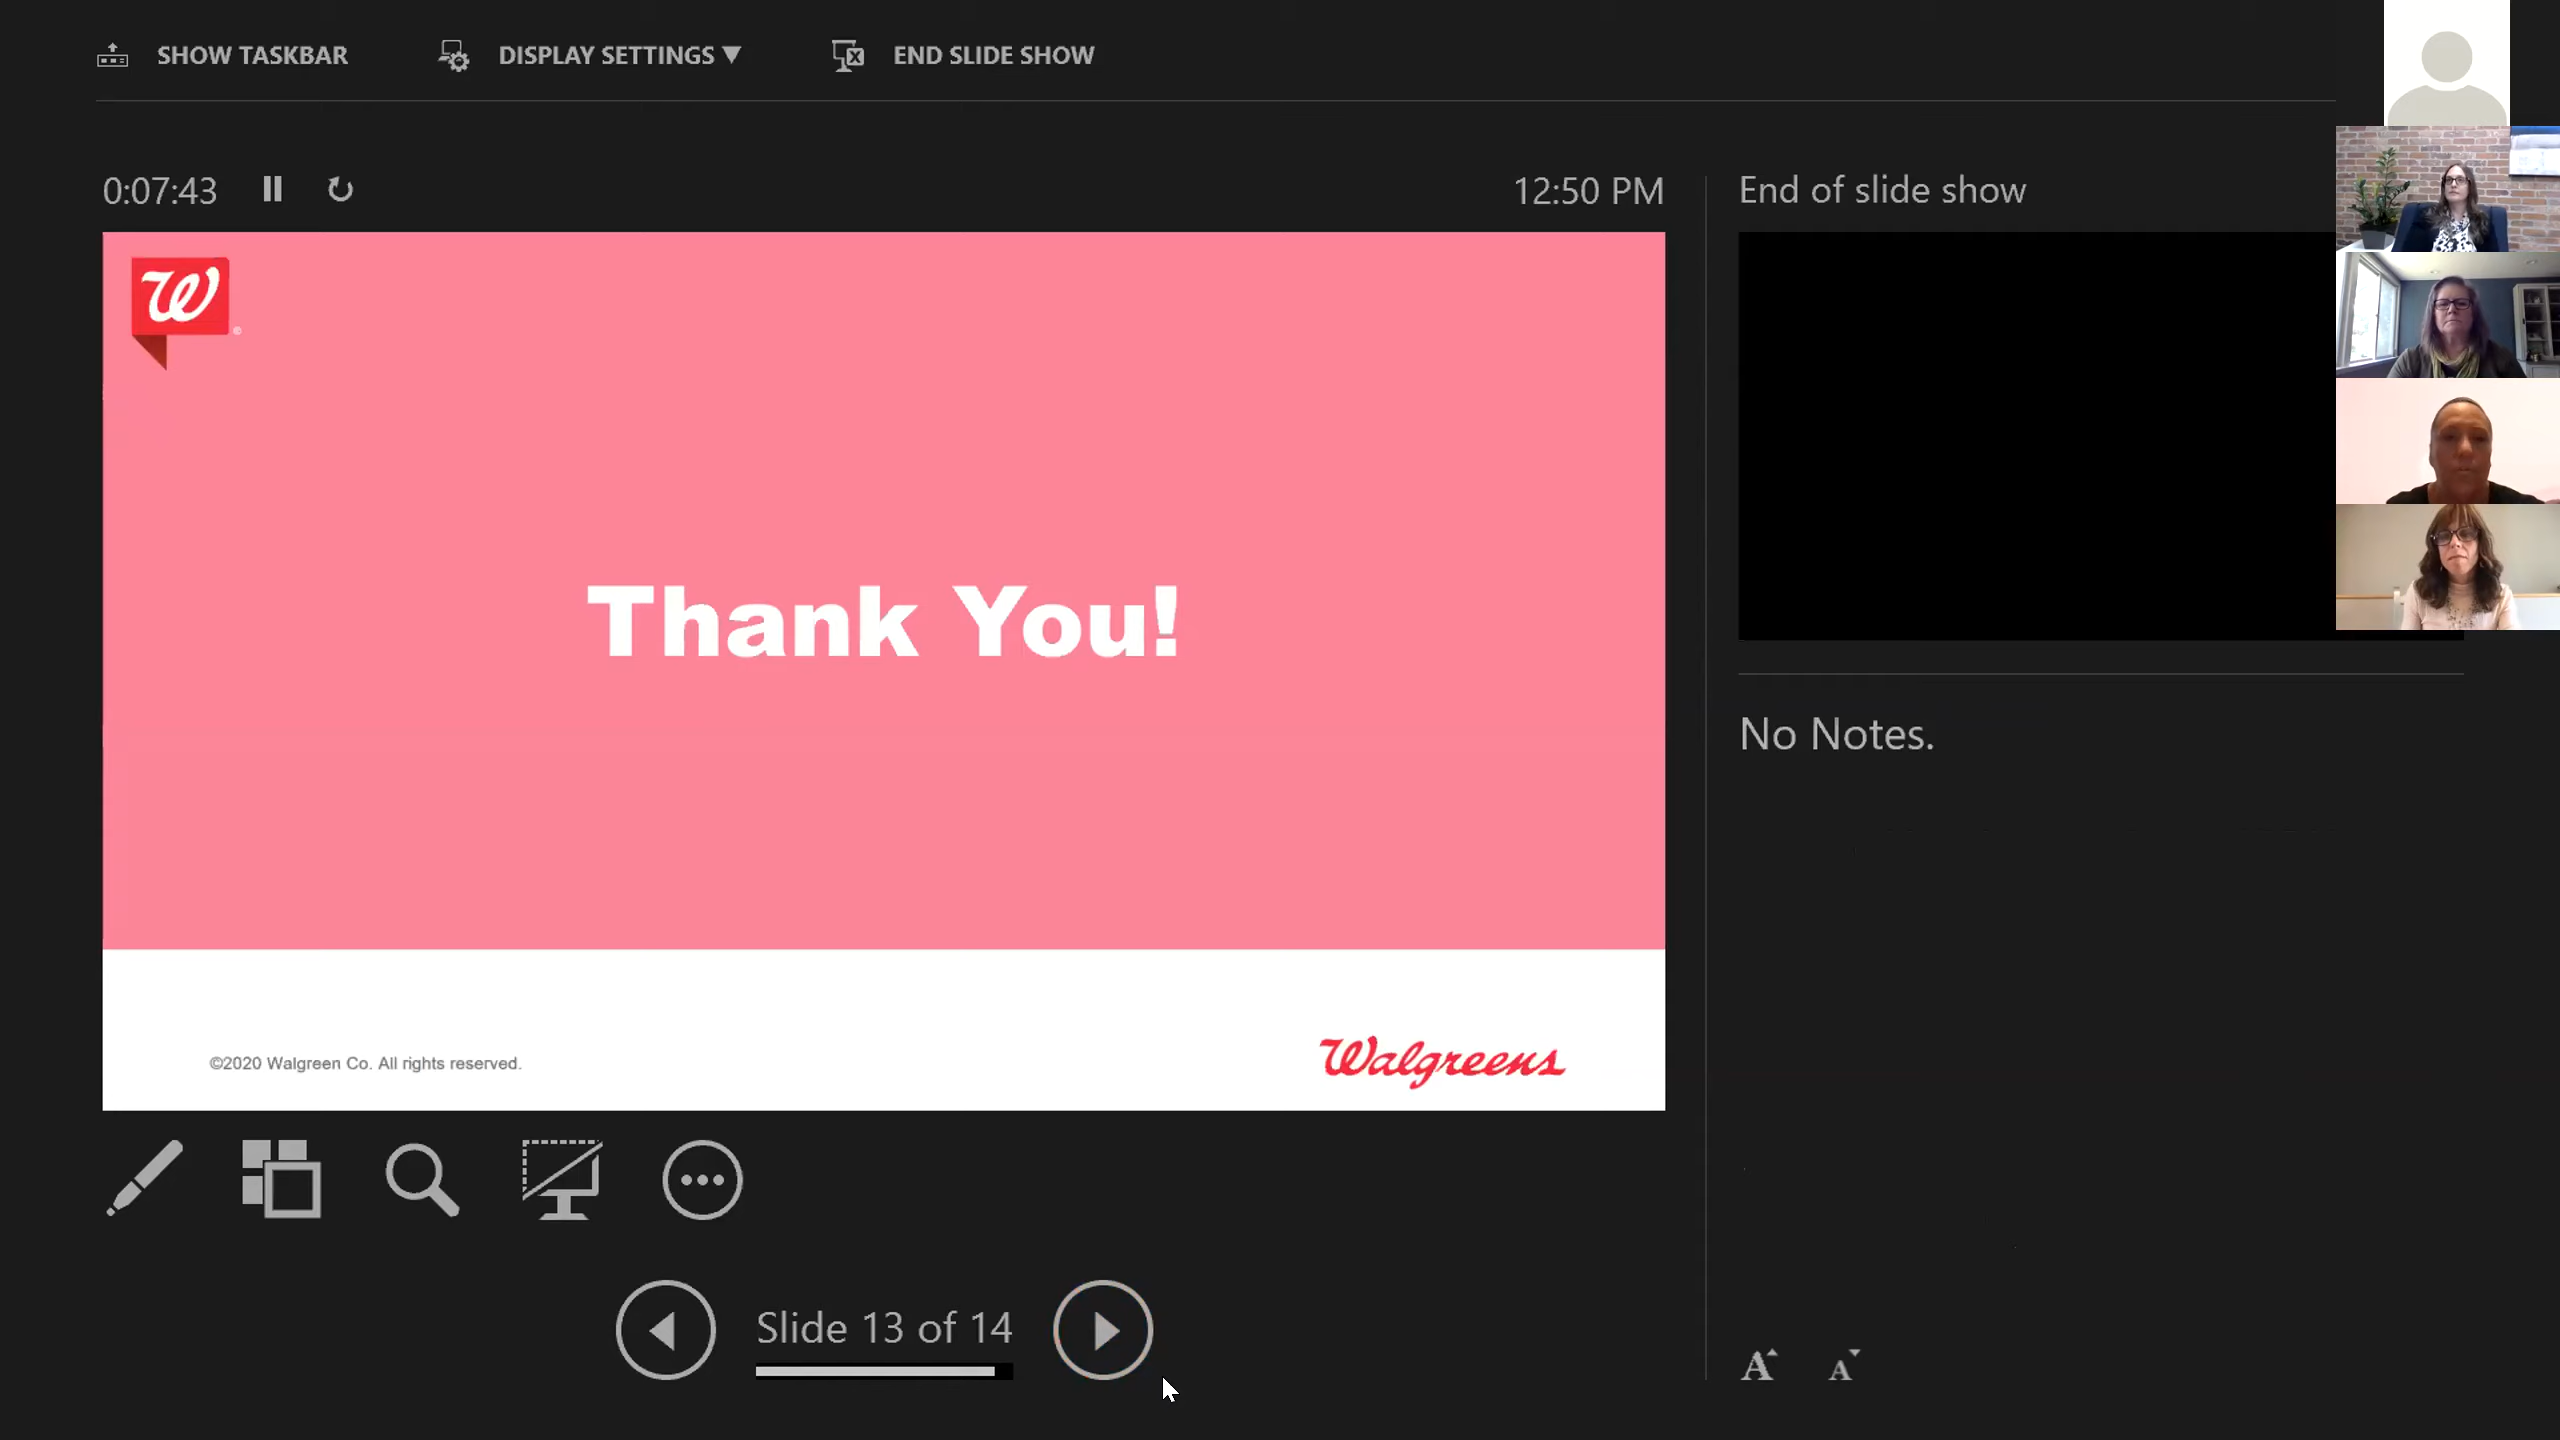 SHOW TASKBAR
DISPLAY SETTINGS ▼
END SLIDE SHOW
0:07:43
12:50 PM
End of slide show
W
®
Thank You!
©2020 Walgreen Co. All rights reserved.
Walgreens
No Notes.
Slide 13 of 14
A
A